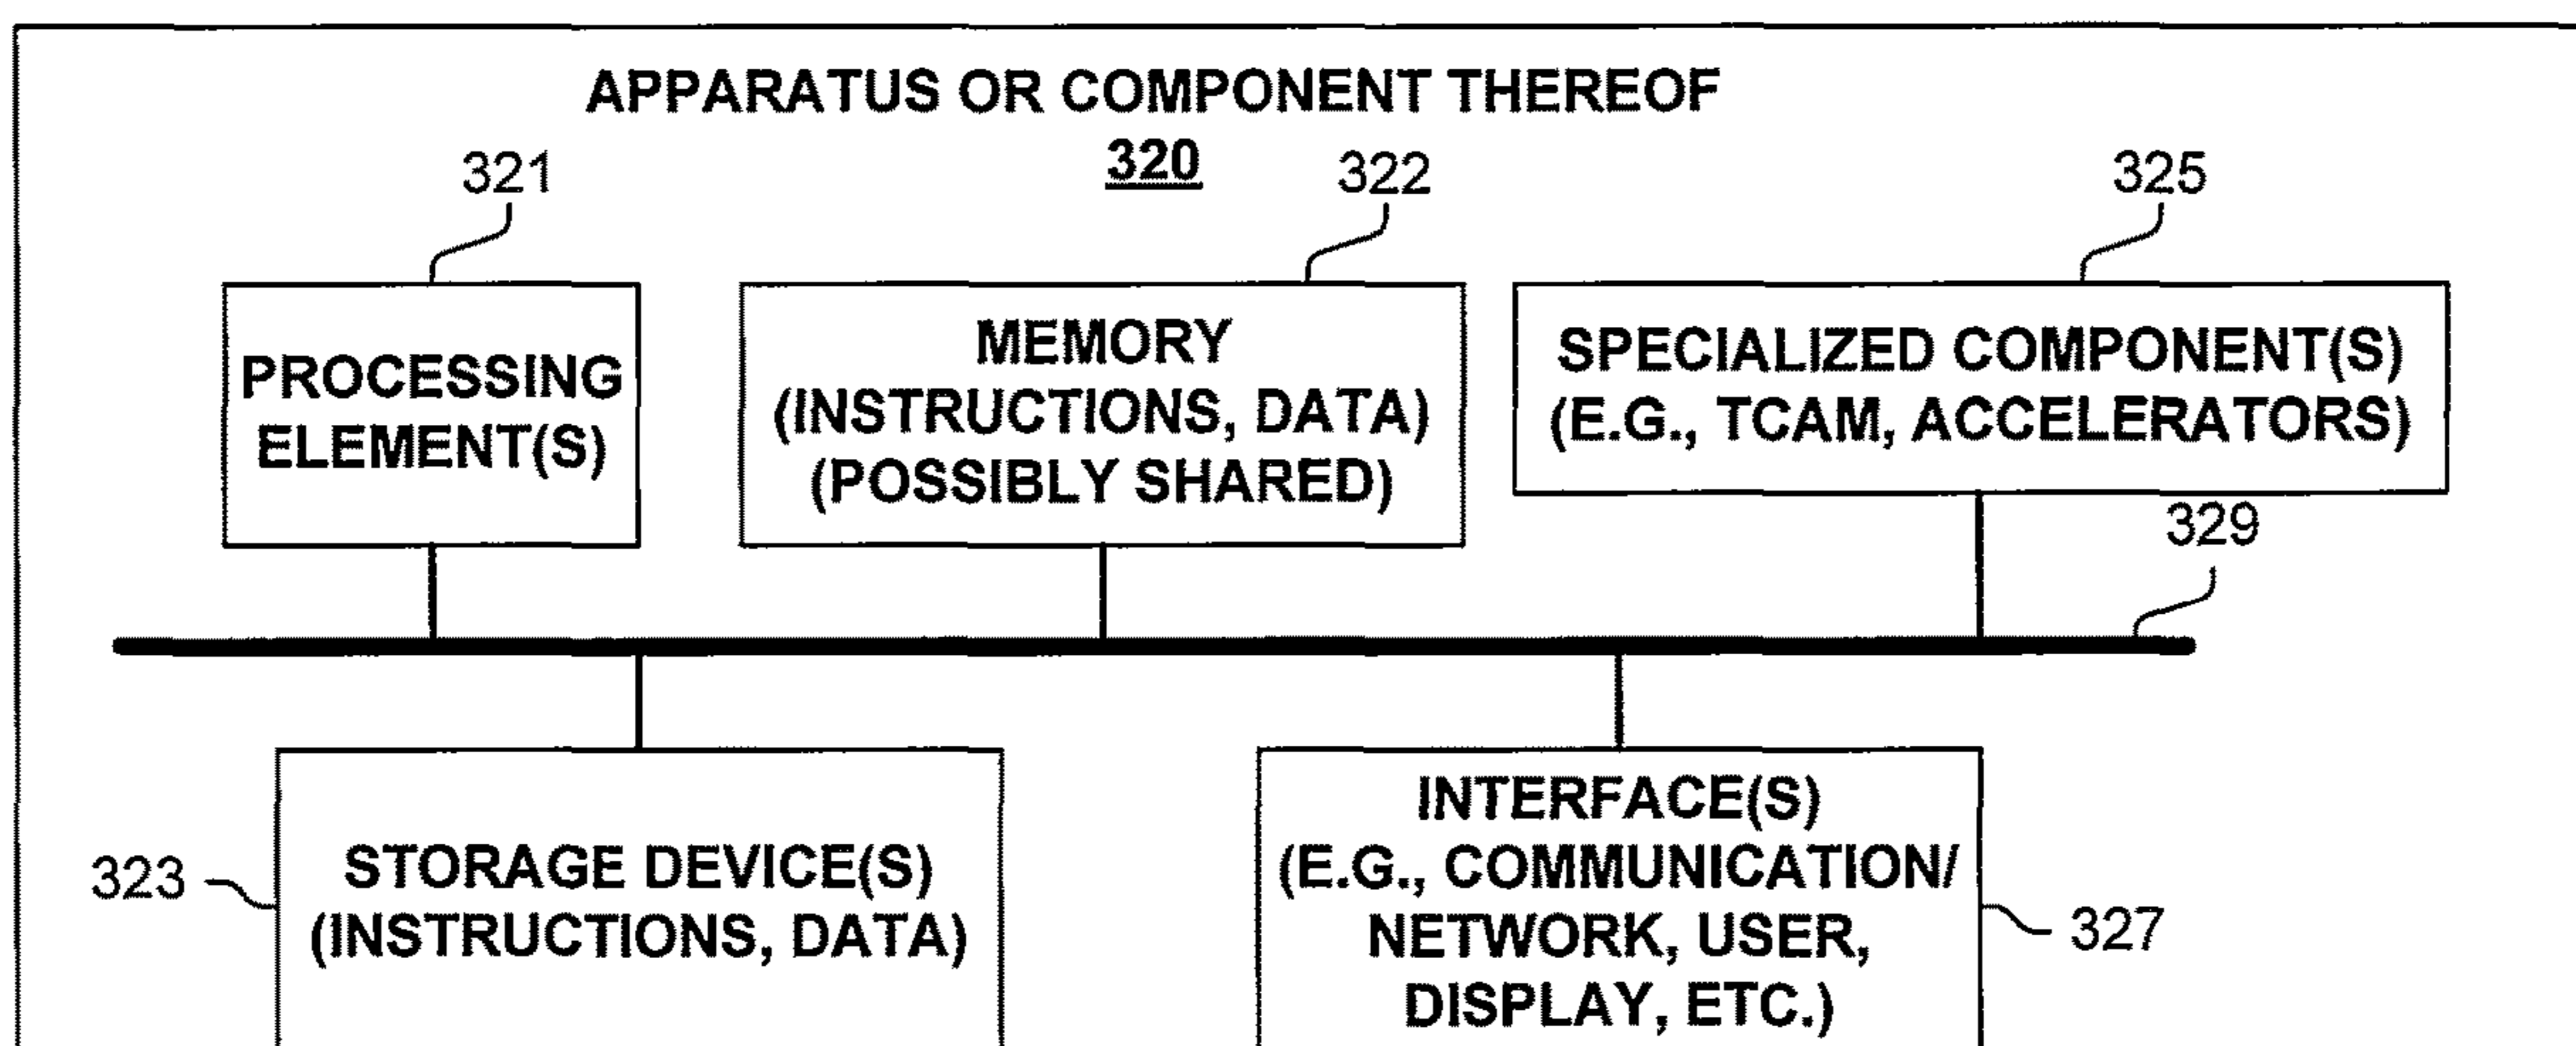 APPARATUS OR COMPONENT THEREOF
320
321
322
325
PROCESSING
ELEMENT(S)
MEMORY
(INSTRUCTIONS, DATA)
(POSSIBLY SHARED)
SPECIALIZED COMPONENT(S)
(E.G., TCAM, ACCELERATORS)
329
323
STORAGE DEVICE(S)
(INSTRUCTIONS, DATA)
INTERFACE(S)
(E.G., COMMUNICATION/
NETWORK, USER,
DISPLAY, ETC.)
327